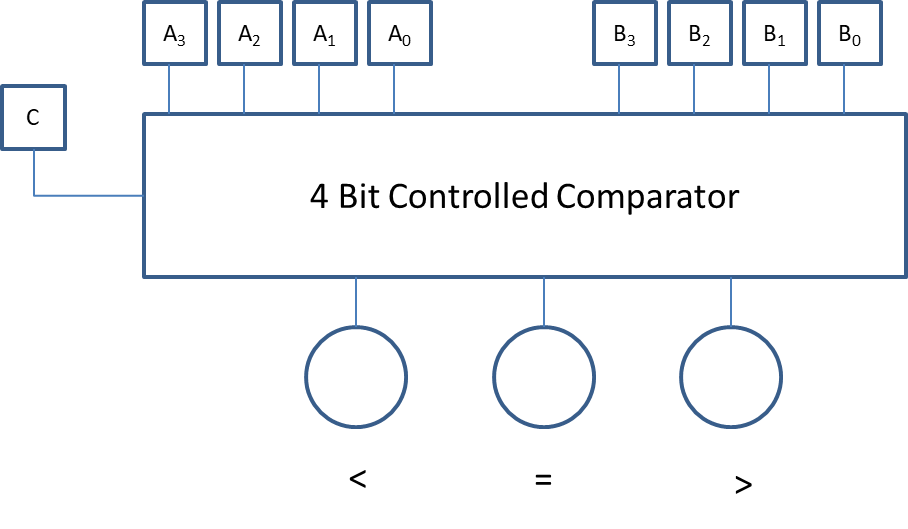 A₃ A₂ A₁ A₀ B₃ B₂ B₁ B₀
C
4 Bit Controlled Comparator
< = >